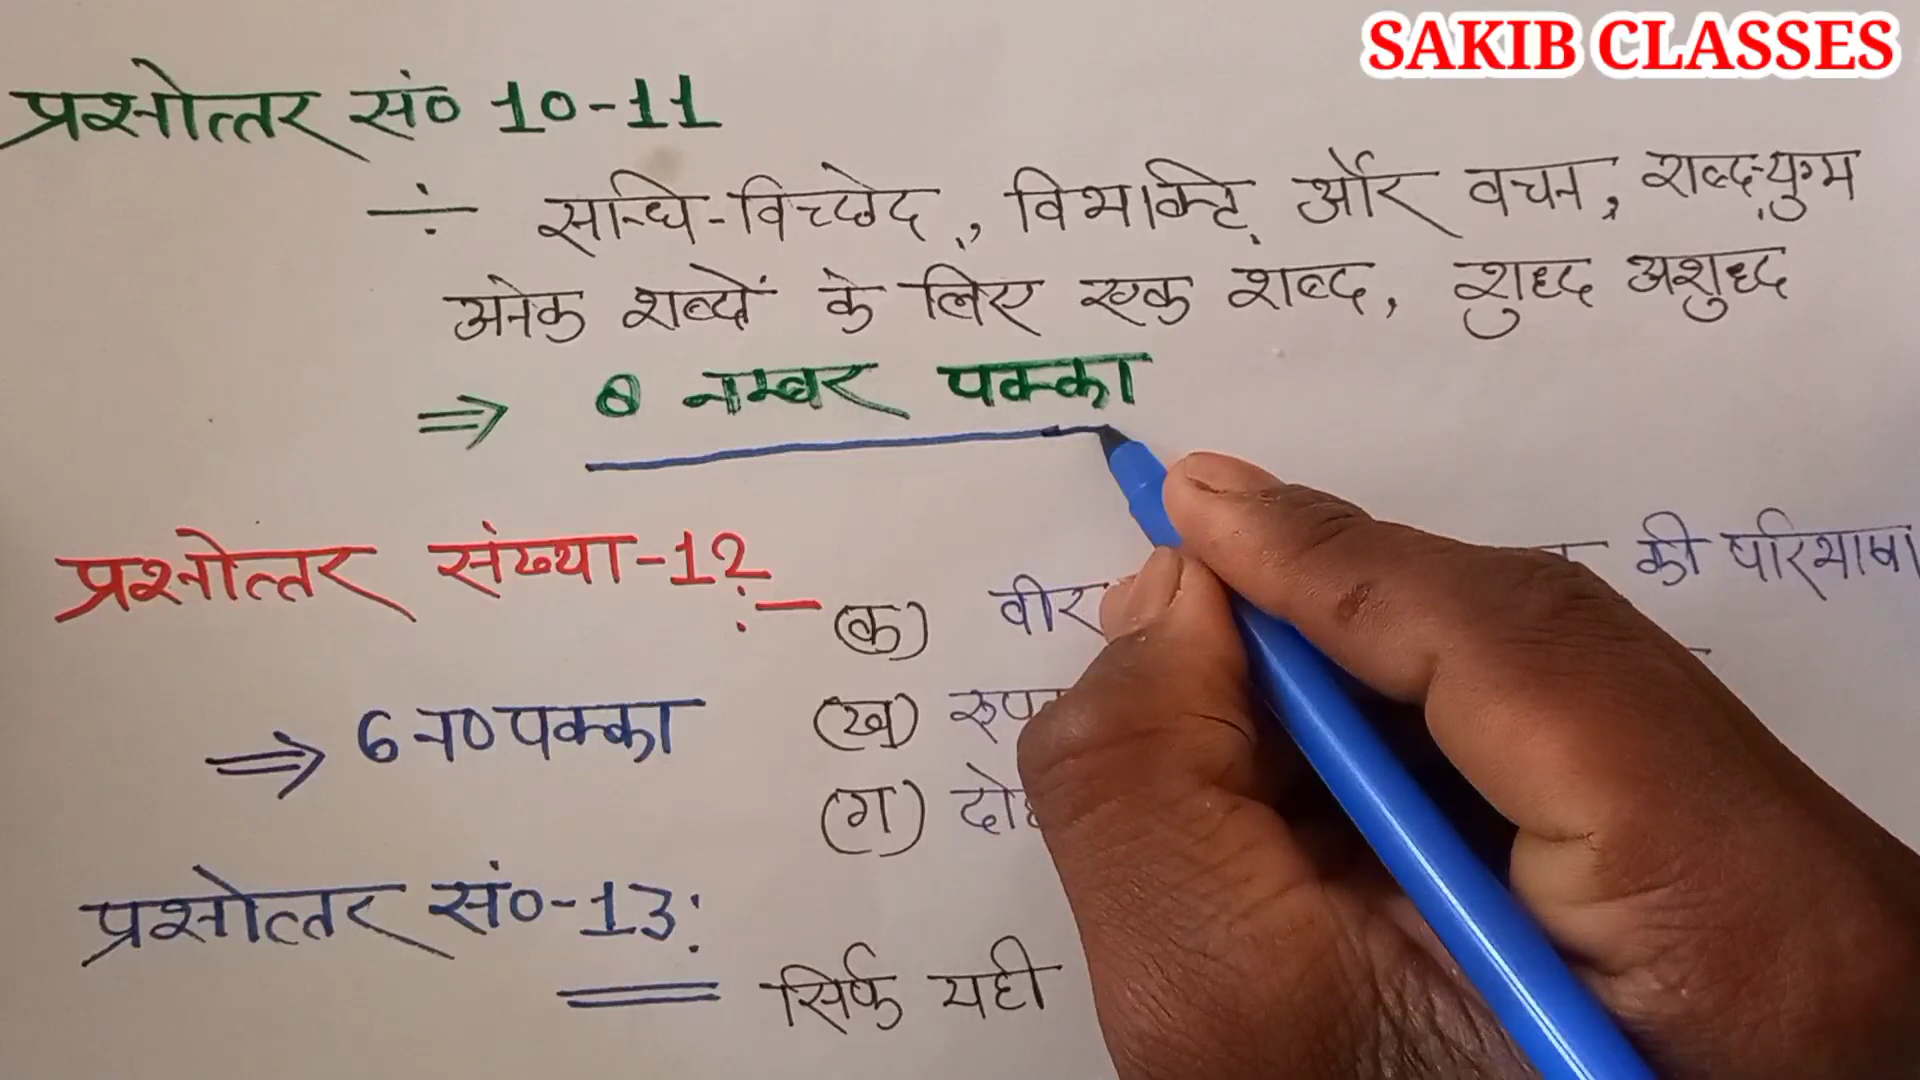 SAKIB CLASSES
प्रश्नोत्तर सं० 10-11
÷ सन्धि-विच्छेद, विभक्ति और वचन, शब्द-युग्म
अनेक शब्दों के लिए एक शब्द, शुध्द अशुध्द
⇒ 8 नम्बर पक्का
प्रश्नोत्तर संख्या-12:- (क) वीर की परिभाषा
⇒ 6 न० पक्का (ख)
(ग)
प्रश्नोत्तर सं०-13:
सिर्फ यही